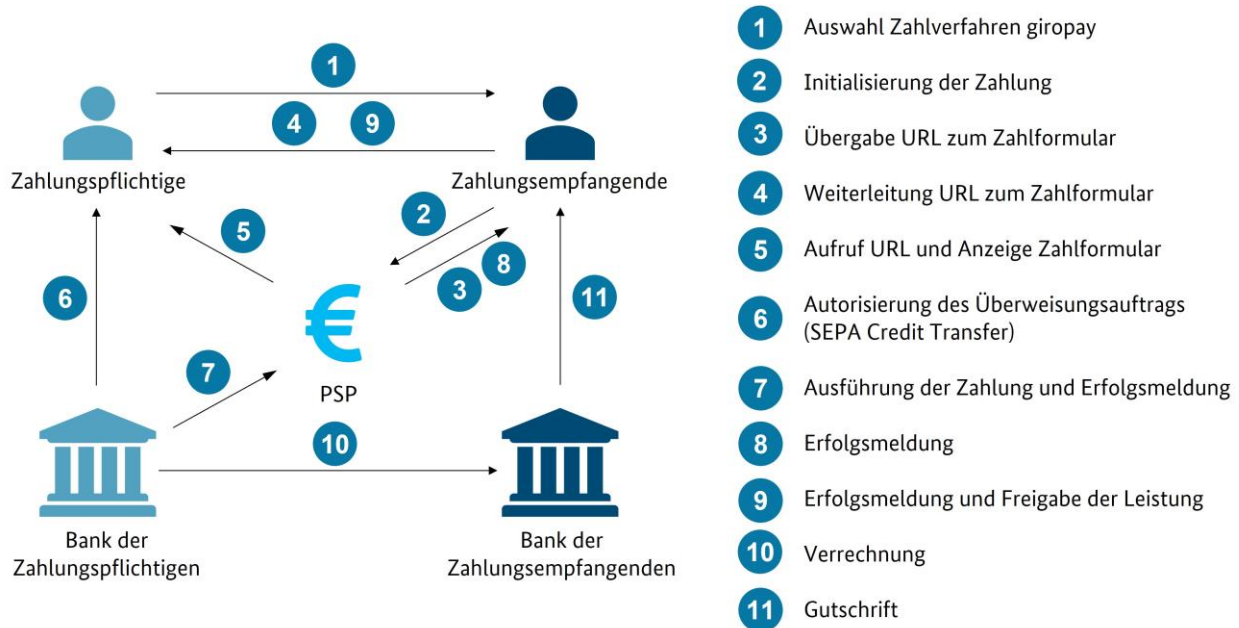 1
4
9
Zahlungspflichtige
Zahlungsempfangende
2
5
3
8
6
11
€
7
PSP
10
Bank der
Zahlungspflichtigen
Bank der
Zahlungsempfangenden
1 Auswahl Zahlverfahren giropay
2 Initialisierung der Zahlung
3 Übergabe URL zum Zahlformular
4 Weiterleitung URL zum Zahlformular
5 Aufruf URL und Anzeige Zahlformular
6 Autorisierung des Überweisungsauftrags
(SEPA Credit Transfer)
7 Ausführung der Zahlung und Erfolgsmeldung
8 Erfolgsmeldung
9 Erfolgsmeldung und Freigabe der Leistung
10 Verrechnung
11 Gutschrift